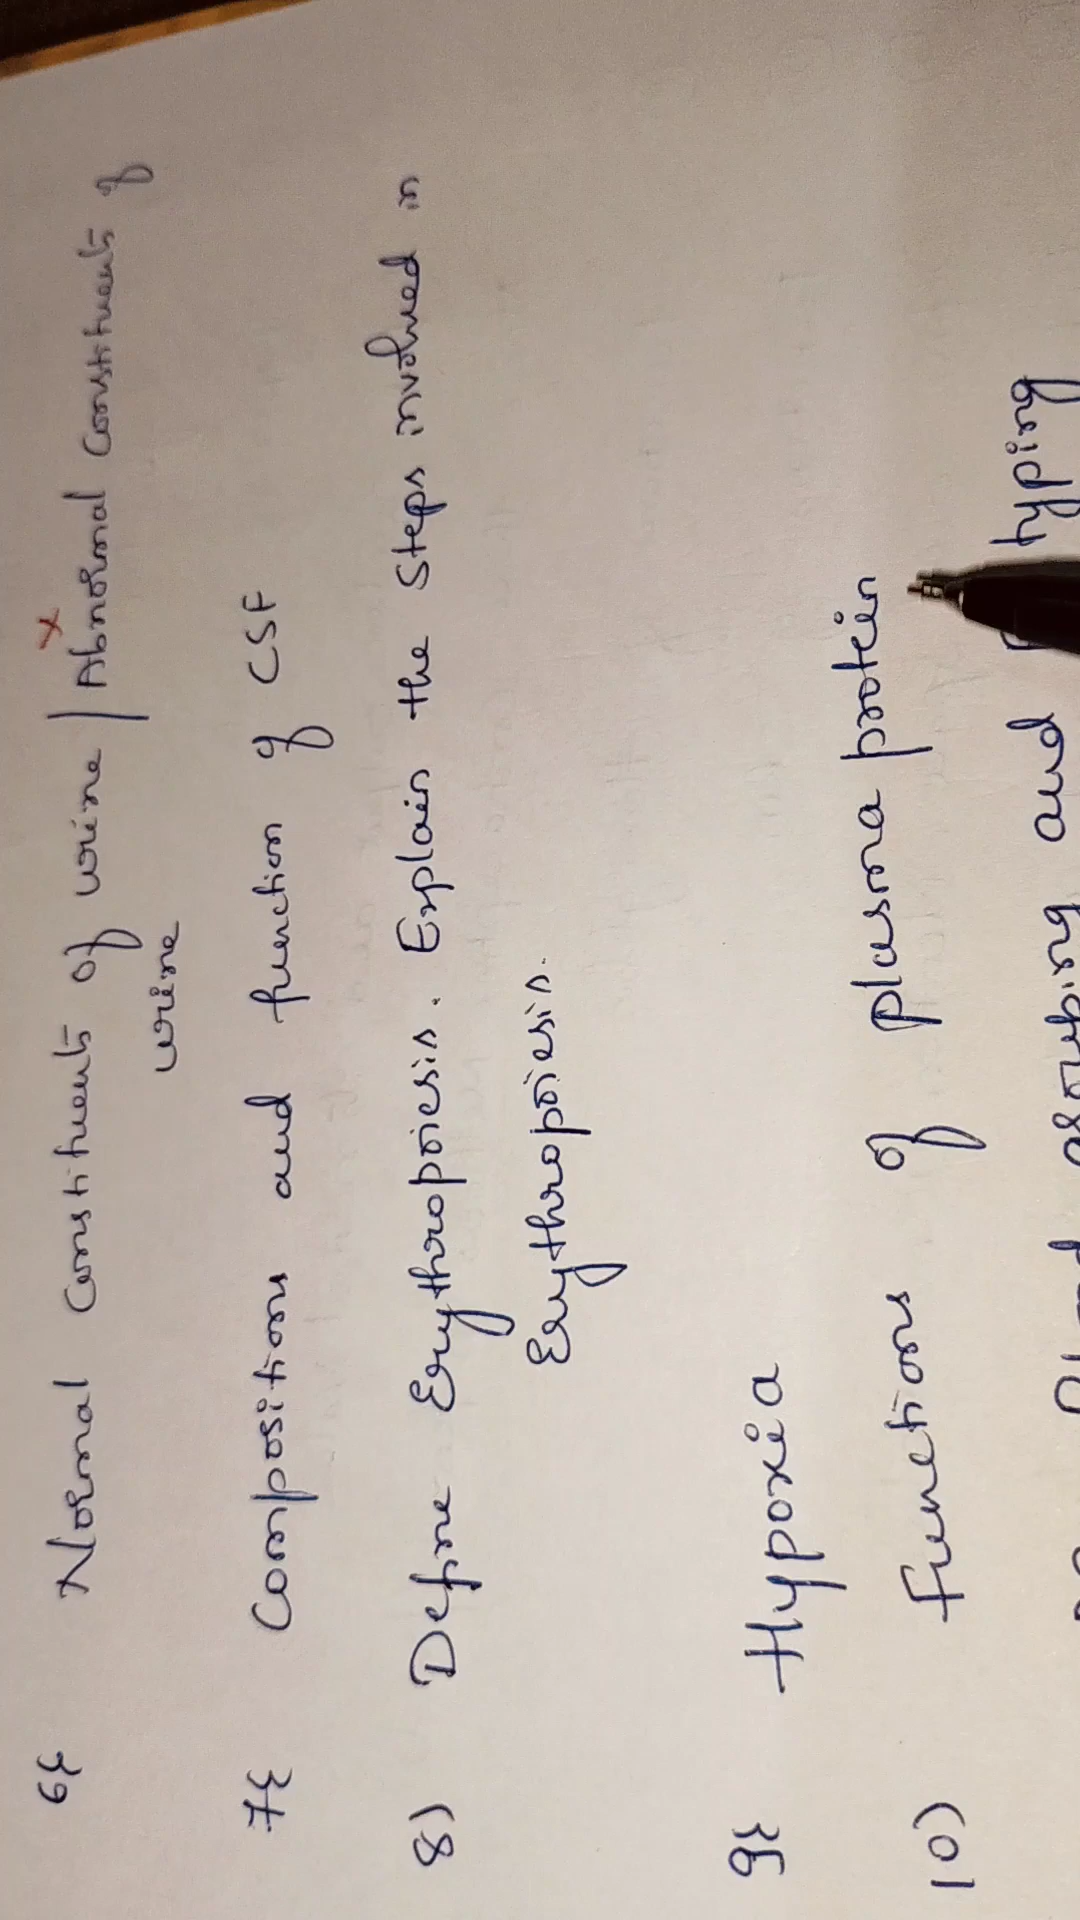 6} Normal Constituents of urine / Abnormal Constituents of
urine
7} Composition and function of CSF
8) Define Erythropoiesis. Explain the steps involved in
Erythropoiesis.
9} Hypoxia
10) Functions of plasma protein
grouping and typing